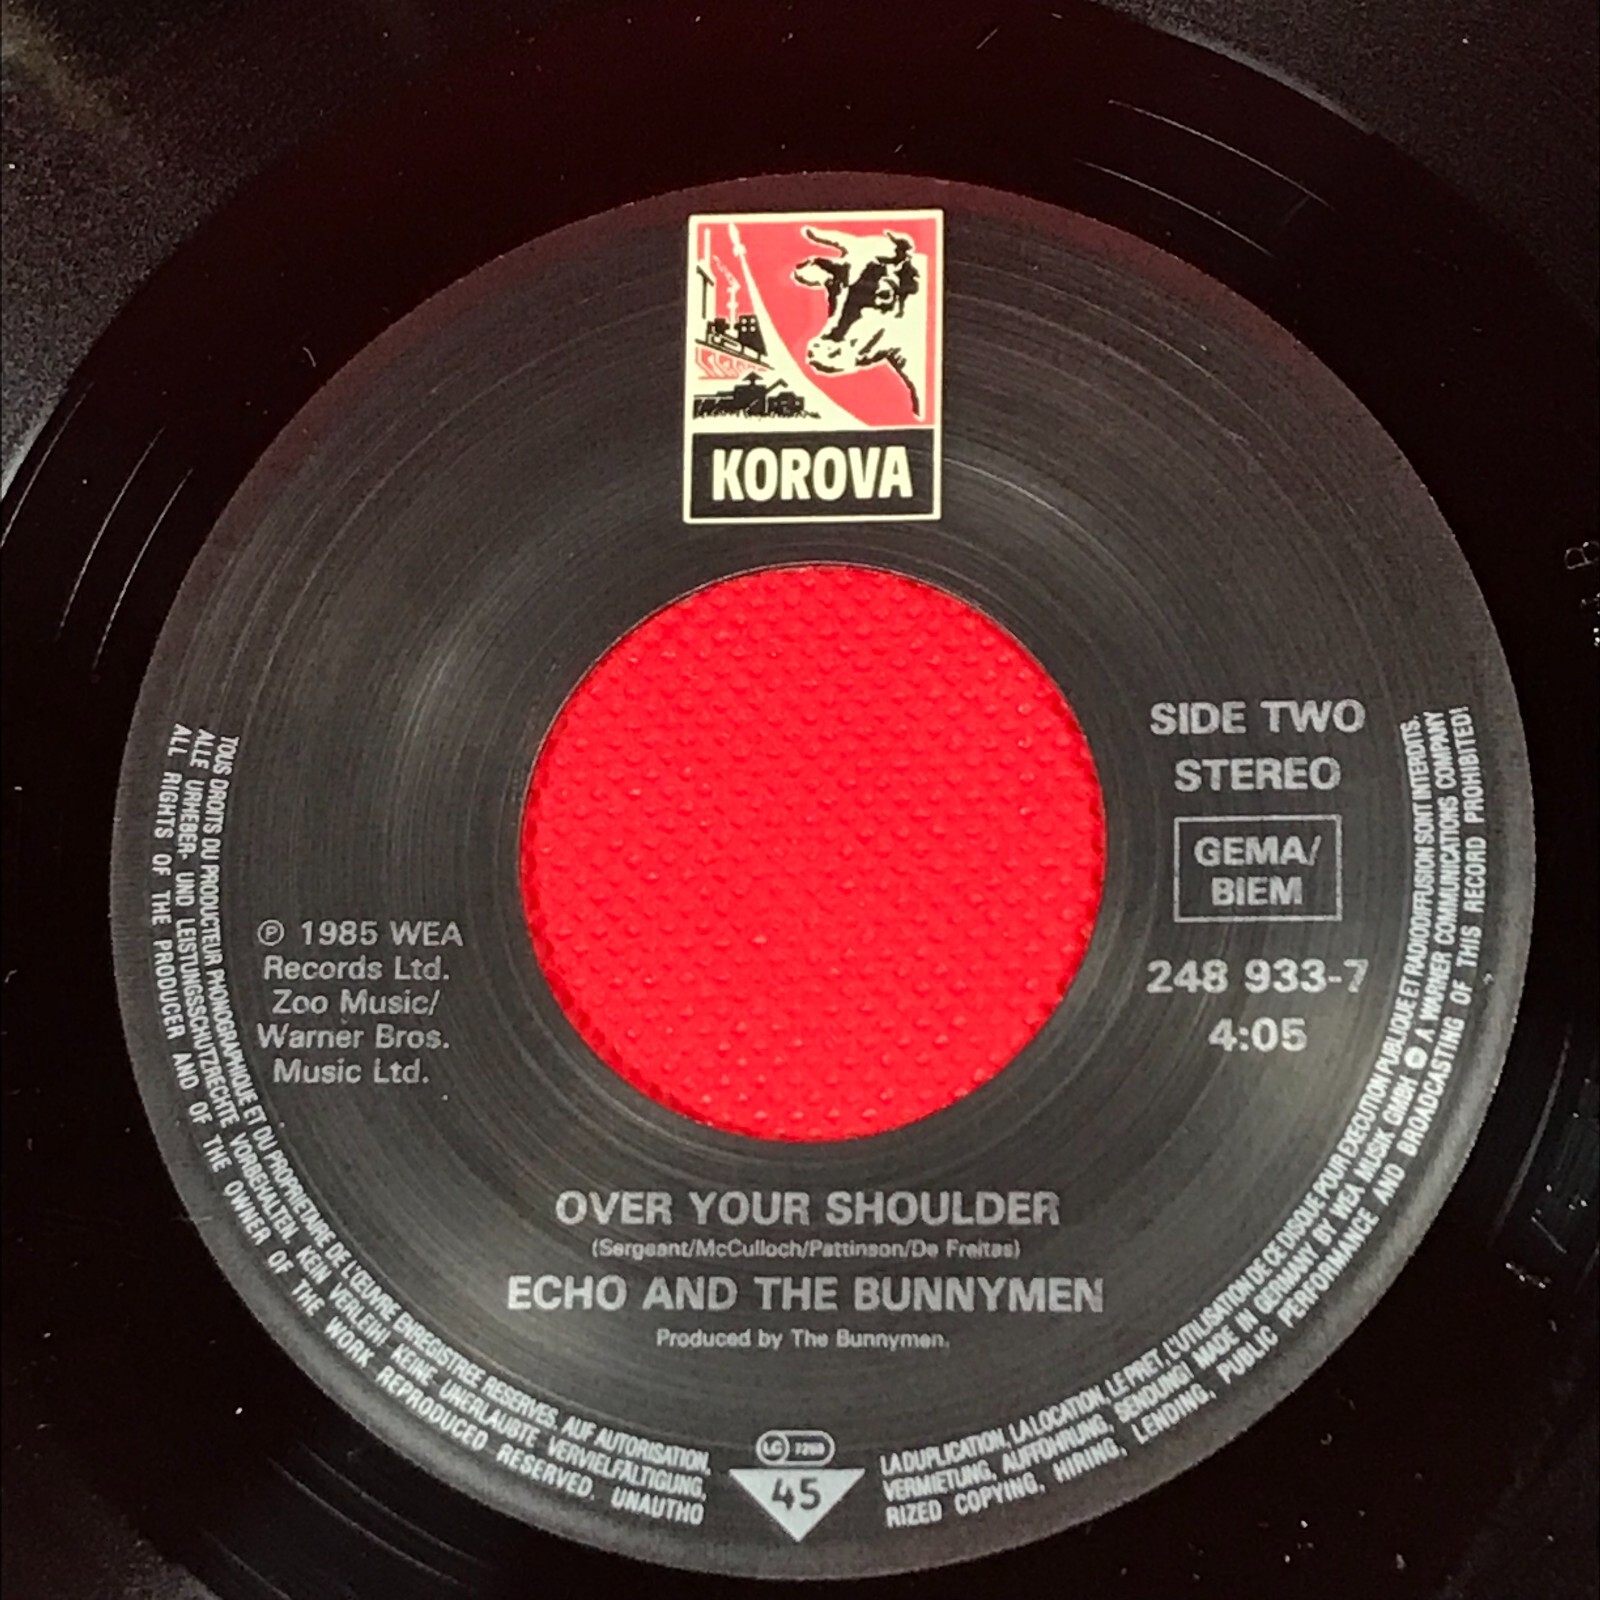 KOROVA
SIDE TWO
STEREO
GEMA/
BIEM
248 933-7
4:05
℗ 1985 WEA
Records Ltd.
Zoo Music/
Warner Bros.
Music Ltd.
OVER YOUR SHOULDER
(Sergeant/McCulloch/Pattinson/De Freitas)
ECHO AND THE BUNNYMEN
Produced by The Bunnymen.
LC
45
TOUS DROITS DU PRODUCTEUR PHONOGRAPHIQUE ET DU PROPRIETAIRE DE L'ŒUVRE ENREGISTREE RESERVES. AUF AUTORISATION, LA DUPLICATION, LA LOCATION, LE PRET, L'UTILISATION DE CE DISQUE POUR EXECUTION PUBLIQUE ET RADIODIFFUSION SONT INTERDITS.
ALLE URHEBER- UND LEISTUNGSSCHUTZRECHTE VORBEHALTEN. KEIN VERLEIH! KEINE UNERLAUBTE VERVIELFÄLTIGUNG, VERMIETUNG, AUFFÜHRUNG, SENDUNG! MADE IN GERMANY BY WEA MUSIK GMBH A WARNER COMMUNICATIONS COMPANY
ALL RIGHTS OF THE PRODUCER AND OF THE OWNER OF THE WORK REPRODUCED RESERVED. UNAUTHORIZED COPYING, HIRING, LENDING, PUBLIC PERFORMANCE AND BROADCASTING OF THIS RECORD PROHIBITED!